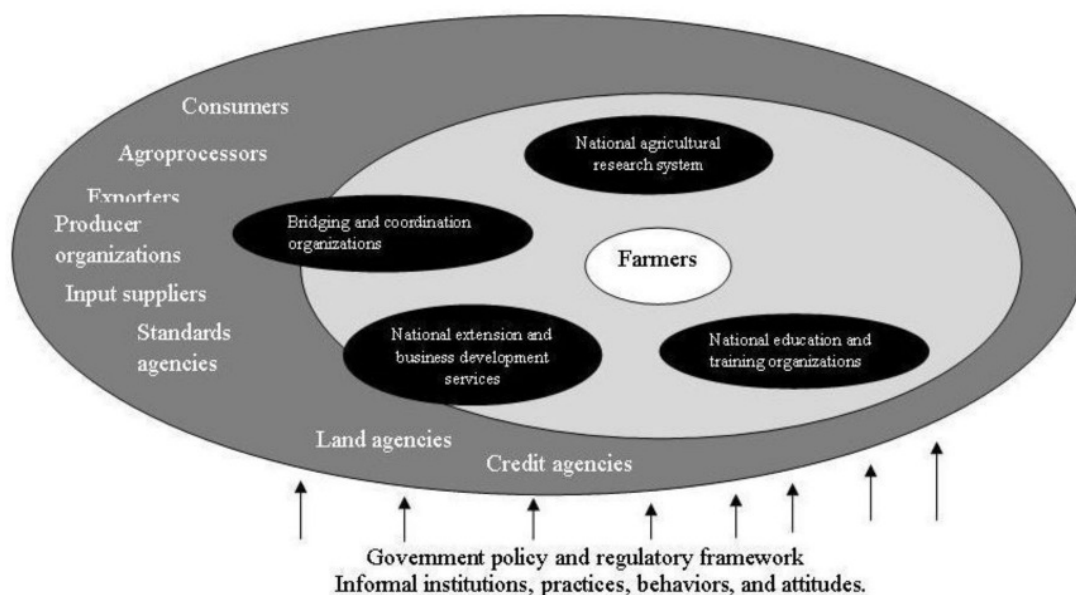 Consumers
National agricultural
research system
Agroprocessors
Exporters
Producer
organizations
Bridging and coordination
organizations
Farmers
Input suppliers
Standards
agencies
National extension and
business development
services
National education and
training organizations
Land agencies
Credit agencies
Government policy and regulatory framework
Informal institutions, practices, behaviors, and attitudes.